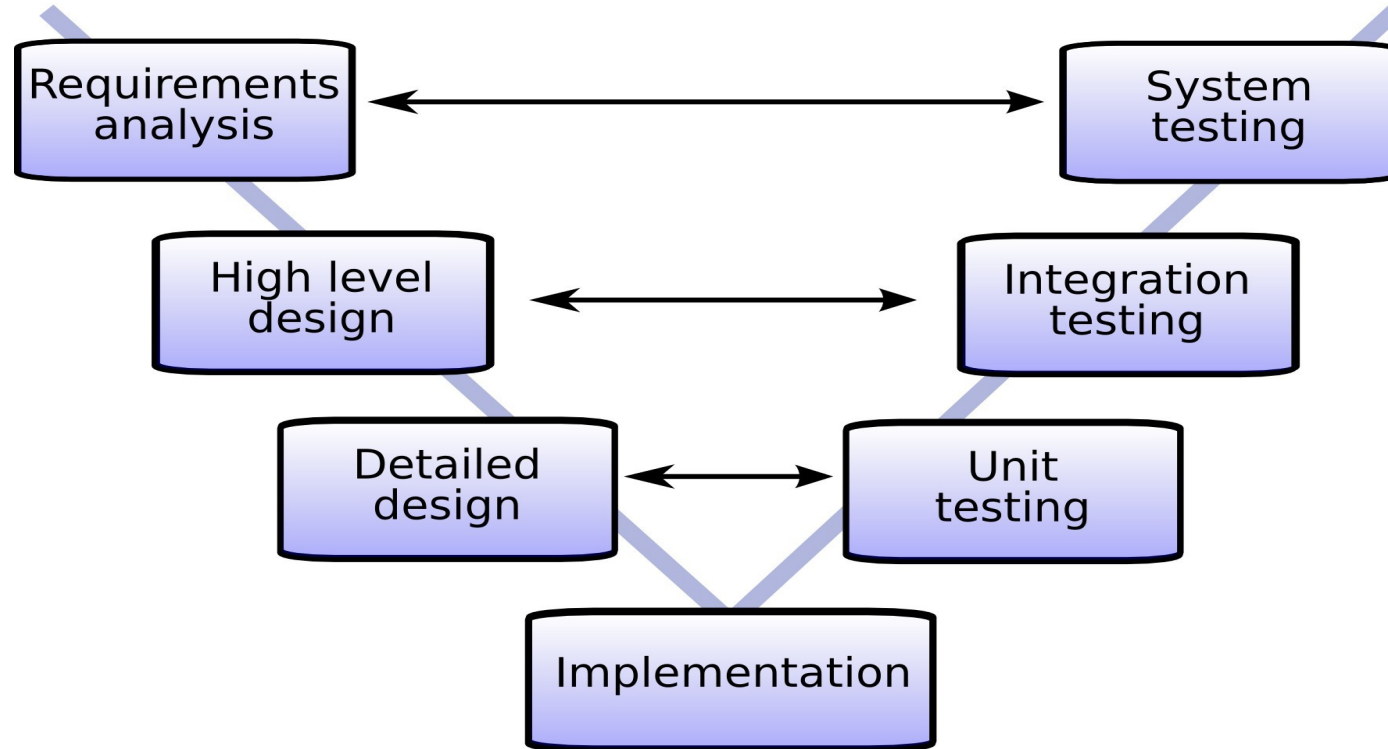 Requirements
analysis
System
testing
High level
design
Integration
testing
Detailed
design
Unit
testing
Implementation